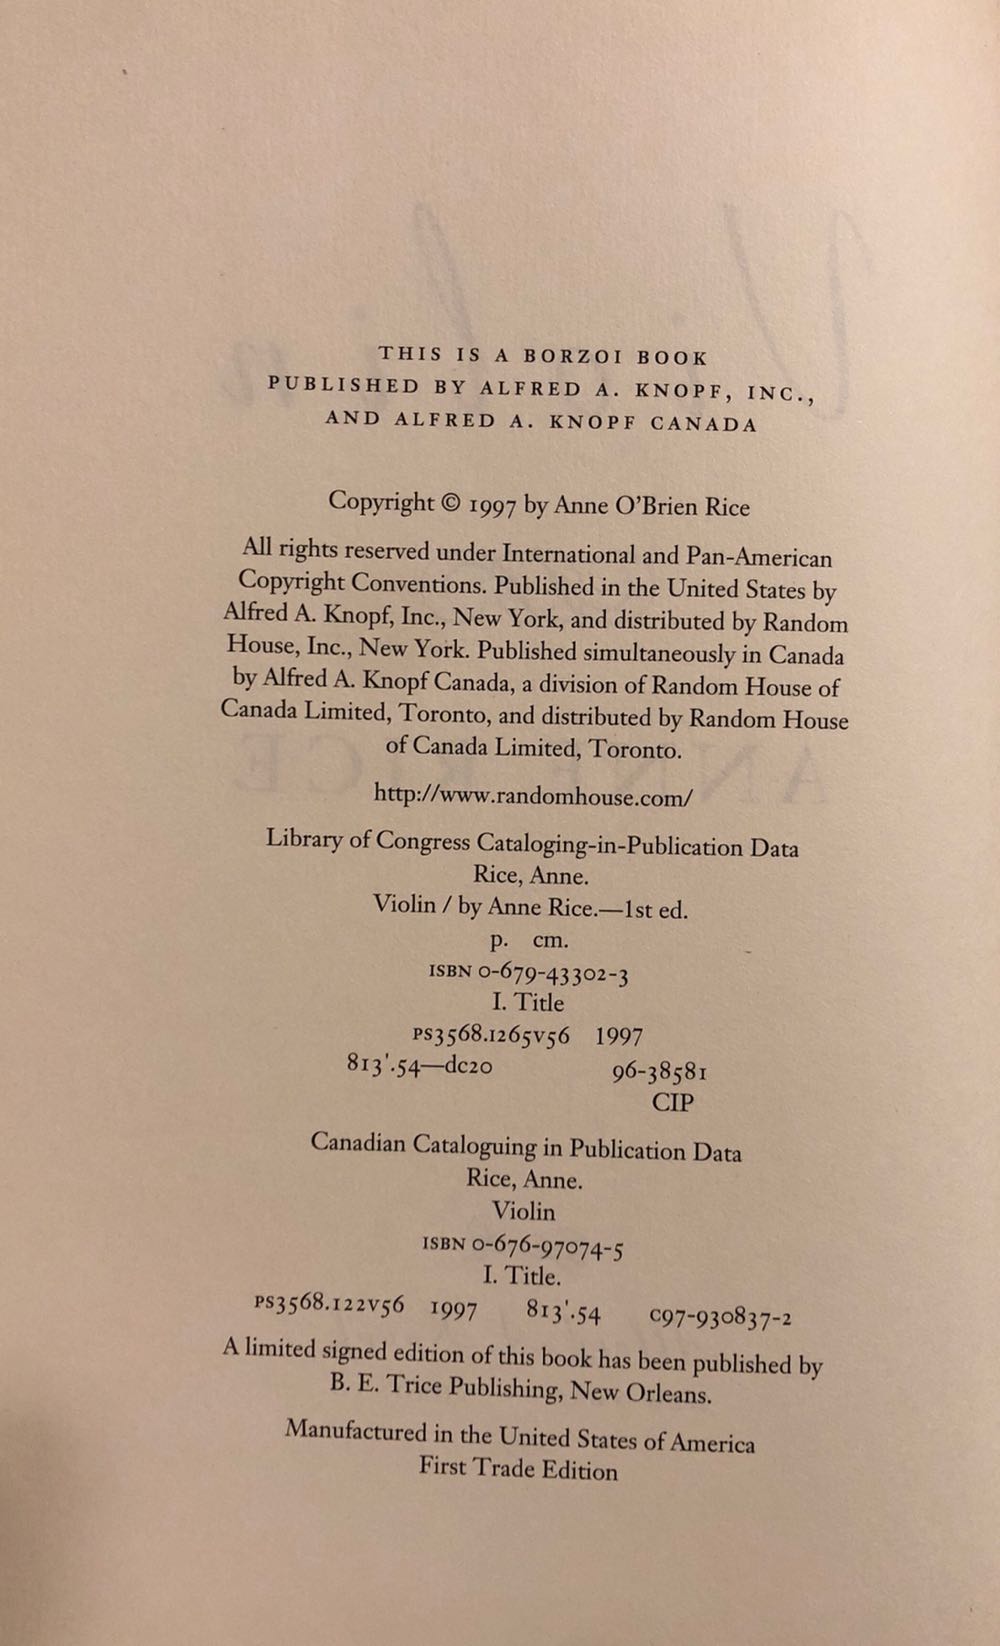 THIS IS A BORZOI BOOK
PUBLISHED BY ALFRED A. KNOPF, INC.,
AND ALFRED A. KNOPF CANADA
Copyright © 1997 by Anne O'Brien Rice
All rights reserved under International and Pan-American
Copyright Conventions. Published in the United States by
Alfred A. Knopf, Inc., New York, and distributed by Random
House, Inc., New York. Published simultaneously in Canada
by Alfred A. Knopf Canada, a division of Random House of
Canada Limited, Toronto, and distributed by Random House
of Canada Limited, Toronto.
http://www.randomhouse.com/
Library of Congress Cataloging-in-Publication Data
Rice, Anne.
Violin / by Anne Rice.—1st ed.
p. cm.
ISBN 0-679-43302-3
I. Title
PS3568.I265V56 1997
813'.54—dc20 96-38581
CIP
Canadian Cataloguing in Publication Data
Rice, Anne.
Violin
ISBN 0-676-97074-5
I. Title.
PS3568.I22V56 1997 813'.54 C97-930837-2
A limited signed edition of this book has been published by
B. E. Trice Publishing, New Orleans.
Manufactured in the United States of America
First Trade Edition